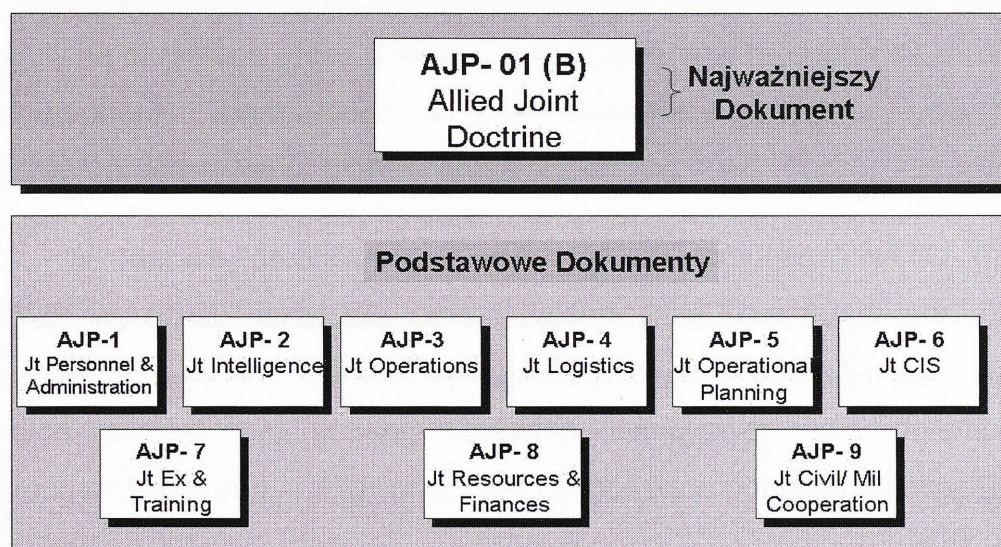 AJP- 01 (B)
Allied Joint
Doctrine
Najważniejszy
Dokument
Podstawowe Dokumenty
AJP-1
Jt Personnel &
Administration
AJP- 2
Jt Intelligence
AJP-3
Jt Operations
AJP- 4
Jt Logistics
AJP- 5
Jt Operational
Planning
AJP- 6
Jt CIS
AJP- 7
Jt Ex &
Training
AJP- 8
Jt Resources &
Finances
AJP- 9
Jt Civil/ Mil
Cooperation